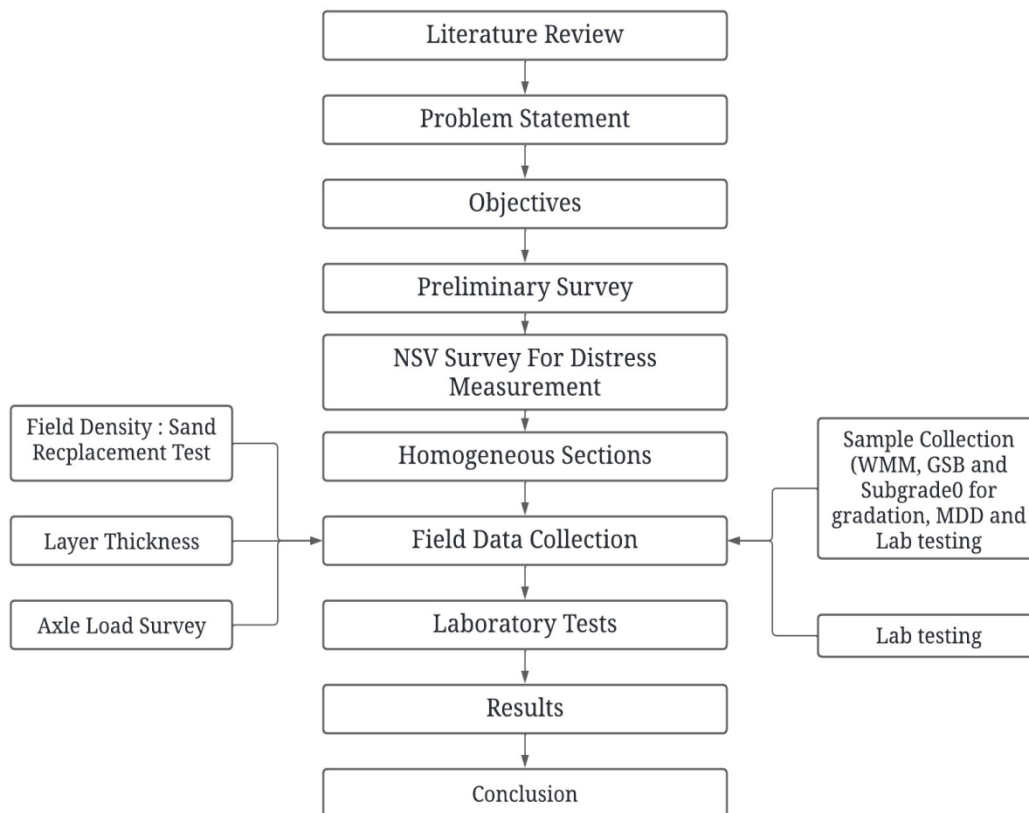 Literature Review
Problem Statement
Objectives
Preliminary Survey
NSV Survey For Distress
Measurement
Homogeneous Sections
Field Density : Sand
Recplacement Test
Layer Thickness
Axle Load Survey
Field Data Collection
Sample Collection
(WMM, GSB and
Subgrade0 for
gradation, MDD and
Lab testing
Lab testing
Laboratory Tests
Results
Conclusion